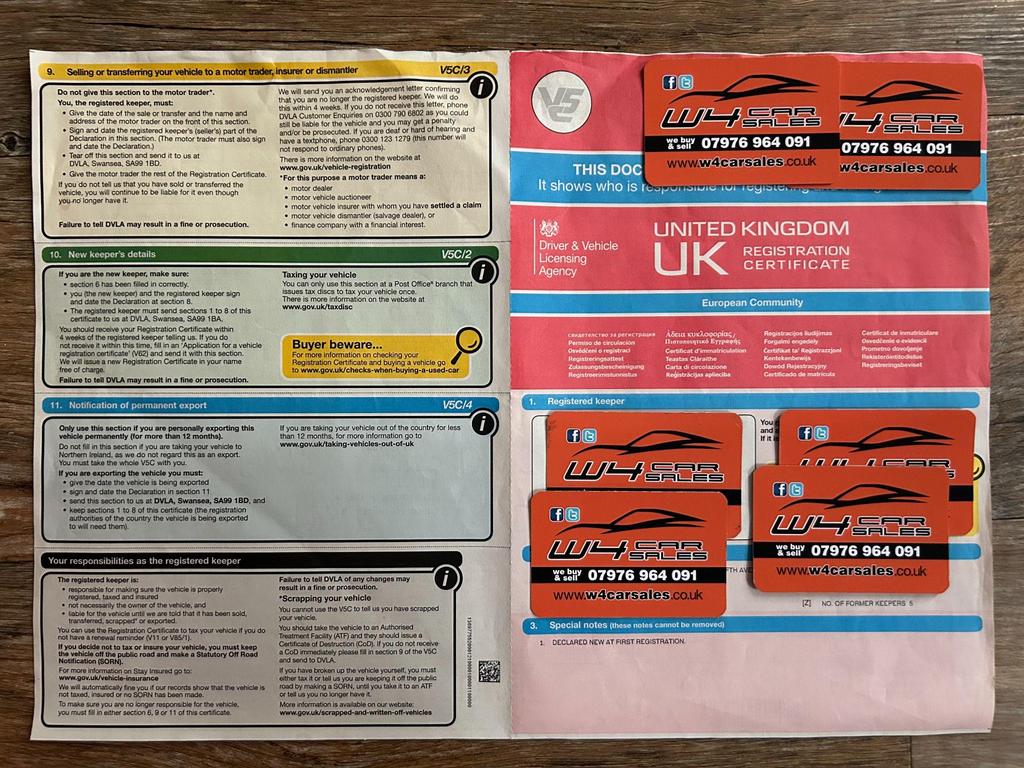 9. Selling or transferring your vehicle to a motor trader, insurer or dismantler V5C/3
Do not give this section to the motor trader*.
You, the registered keeper, must:
• Give the date of sale or transfer and the name and
address of the motor trader on the front of this section.
• Sign and date the registered keeper's (seller's) part of the
Declaration in this section. (The motor trader must also sign
and date the Declaration.)
• Tear off this section and send it to us at
DVLA, Swansea, SA99 1BD.
• Give the motor trader the rest of the Registration Certificate.
If you do not tell us that you have sold or transferred the
vehicle, you will continue to be liable for it even though
you no longer have it.
Failure to tell DVLA may result in a fine or prosecution.
We will send you an acknowledgement letter confirming
that you are no longer the registered keeper. We will do
this within 4 weeks. If you do not receive this letter, phone
DVLA Customer Enquiries on 0300 790 6802 as you could
still be liable for the vehicle and you may get a penalty
and/or be prosecuted. If you are deaf or hard of hearing and
have a textphone, phone 0300 123 1279 (this number will
not respond to ordinary phones).
There is more information on the website at
www.gov.uk/vehicle-registration
*For this purpose a motor trader means a:
• motor dealer
• motor vehicle auctioneer
• motor vehicle insurer with whom you have settled a claim
• motor vehicle dismantler (salvage dealer), or
• finance company with a financial interest.
10. New keeper's details V5C/2
If you are the new keeper, make sure:
• section 6 has been filled in correctly.
• you (the new keeper) and the registered keeper sign
and date the Declaration at section 8.
• The registered keeper must send sections 1 to 8 of this
certificate to us at DVLA, Swansea, SA99 1BA.
You should receive your Registration Certificate within
4 weeks of the registered keeper telling us. If you do not
receive it within this time, fill in an 'Application for a vehicle
registration certificate' (V62) and send it with this section.
We will issue a new Registration Certificate in your name
free of charge.
Failure to tell DVLA may result in a fine or prosecution.
Taxing your vehicle
You can only use this section at a Post Office® branch that
issues tax discs to tax your vehicle once.
There is more information on the website at
www.gov.uk/taxdisc
Buyer beware...
For more information on checking your
Registration Certificate and buying a vehicle go
to www.gov.uk/checks-when-buying-a-used-car
11. Notification of permanent export V5C/4
Only use this section if you are personally exporting this
vehicle permanently (for more than 12 months).
Do not fill in this section if you are taking your vehicle to
Northern Ireland, as we do not regard this as an export.
You must take the whole V5C with you.
If you are exporting the vehicle you must:
• give the date the vehicle is being exported
• sign and date the Declaration in section 11
• send this section to us at DVLA, Swansea, SA99 1BD, and
• keep sections 1 to 8 of this certificate (the registration
authorities of the country the vehicle is being exported
to will need them).
If you are taking your vehicle out of the country for less
than 12 months, for more information go to
www.gov.uk/taking-vehicles-out-of-uk
Your responsibilities as the registered keeper
The registered keeper is:
• responsible for making sure the vehicle is properly
registered, taxed and insured
• not necessarily the owner of the vehicle, and
• liable for the vehicle until we are told that it has been sold,
transferred, scrapped* or exported.
You can use the Registration Certificate to tax your vehicle if you do
not have a renewal reminder (V11 or V85/1).
If you decide not to tax or insure your vehicle, you must keep
the vehicle off the public road and make a Statutory Off Road
Notification (SORN).
For more information on Stay Insured go to:
www.gov.uk/vehicle-insurance
We will automatically fine you if our records show that the vehicle is
not taxed, insured or no SORN has been made.
To make sure you are no longer responsible for the vehicle,
you must fill in either section 6, 9 or 11 of this certificate.
Failure to tell DVLA of any changes may
result in a fine or prosecution.
*Scrapping your vehicle
You cannot use the V5C to tell us you have scrapped
your vehicle.
You should take the vehicle to an Authorised
Treatment Facility (ATF) and they should issue a
Certificate of Destruction (CoD). If you do not receive
a CoD immediately please fill in section 9 of the V5C
and send to DVLA.
If you have broken up the vehicle yourself, you must
either tax it or tell us you are keeping it off the public
road by making a SORN, until you take it to an ATF
or tell us you no longer have it.
More information is available on our website:
www.gov.uk/scrapped-and-written-off-vehicles
V5C
W4 CAR
SALES
we buy
& sell 07976 964 091
www.w4carsales.co.uk
/4 CAR
SALES
07976 964 091
w4carsales.co.uk
THIS DOC
It shows who is responsible for registering
Driver & Vehicle
Licensing
Agency
UNITED KINGDOM
UK REGISTRATION
CERTIFICATE
European Community
свидетелство за регистрация
Permiso de circulación
Osvědčení o registraci
Registreringsattest
Zulassungsbescheinigung
Registreerimistunnistus
Άδεια κυκλοφορίας/
Πιστοποιητικό Εγγραφής
Certificat d'immatriculation
Teastas Cláraithe
Carta di circolazione
Reģistrācijas apliecība
Registracijos liudijimas
Forgalmi engedély
Ċertifikat ta' Reġistrazzjoni
Kentekenbewijs
Dowód Rejestracyjny
Certificado de matrícula
Certificat de inmatriculare
Osvedčenie o evidencii
Prometno dovoljenje
Rekisteröintitodistus
Registreringsbeviset
1. Registered keeper
You
and a
If it i
W4 CAR
SALES
W4 CAR
W4 CAR
SALES
we buy
& sell 07976 964 091
www.w4carsales.co.uk
W4 CAR
SALES
we buy
& sell 07976 964 091
www.w4carsales.co.uk
FTH AVE
[Z] NO. OF FORMER KEEPERS 5
3. Special notes (these notes cannot be removed)
1. DECLARED NEW AT FIRST REGISTRATION.